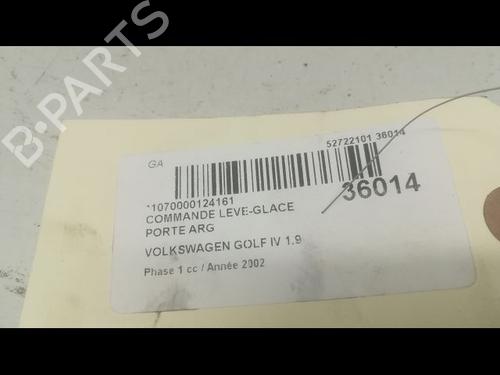 B-PARTS
GA
52722101 36014
*1070000124161
36014
COMMANDE LEVE-GLACE
PORTE ARG
VOLKSWAGEN GOLF IV 1.9
Phase 1 cc / Année 2002